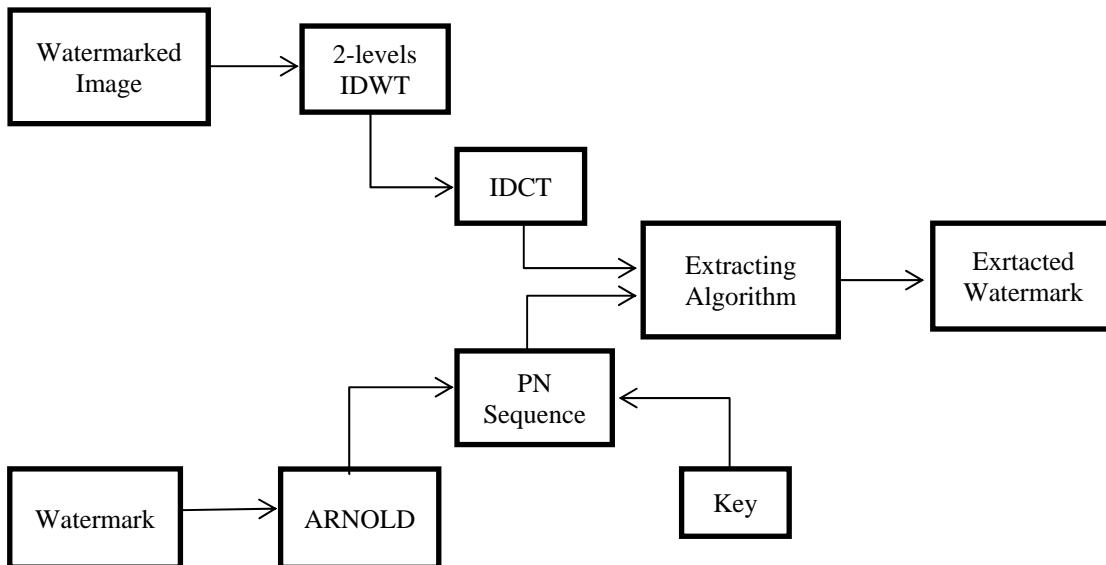 Watermarked
Image
2-levels
IDWT
IDCT
Extracting
Algorithm
Exrtacted
Watermark
PN
Sequence
Watermark
ARNOLD
Key